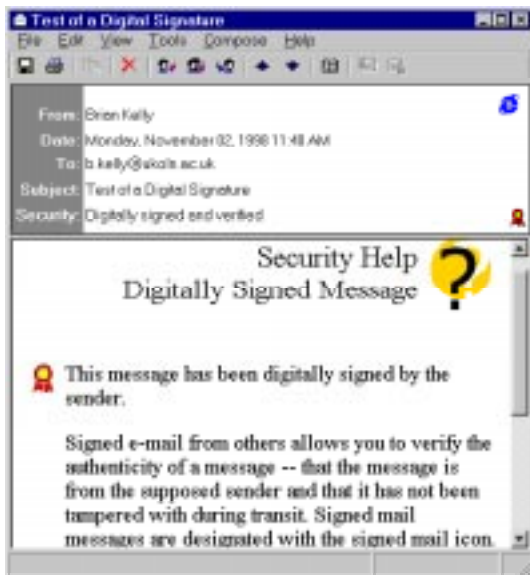 Test of a Digital Signature
File Edit View Tools Compose Help
From: Brian Kelly
Date: Monday, November 02, 1998 11:48 AM
To: b.kelly@ukoln.ac.uk
Subject: Test of a Digital Signature
Security: Digitally signed and verified
Security Help
Digitally Signed Message
?
This message has been digitally signed by the
sender.
Signed e-mail from others allows you to verify the
authenticity of a message -- that the message is
from the supposed sender and that it has not been
tampered with during transit. Signed mail
messages are designated with the signed mail icon.